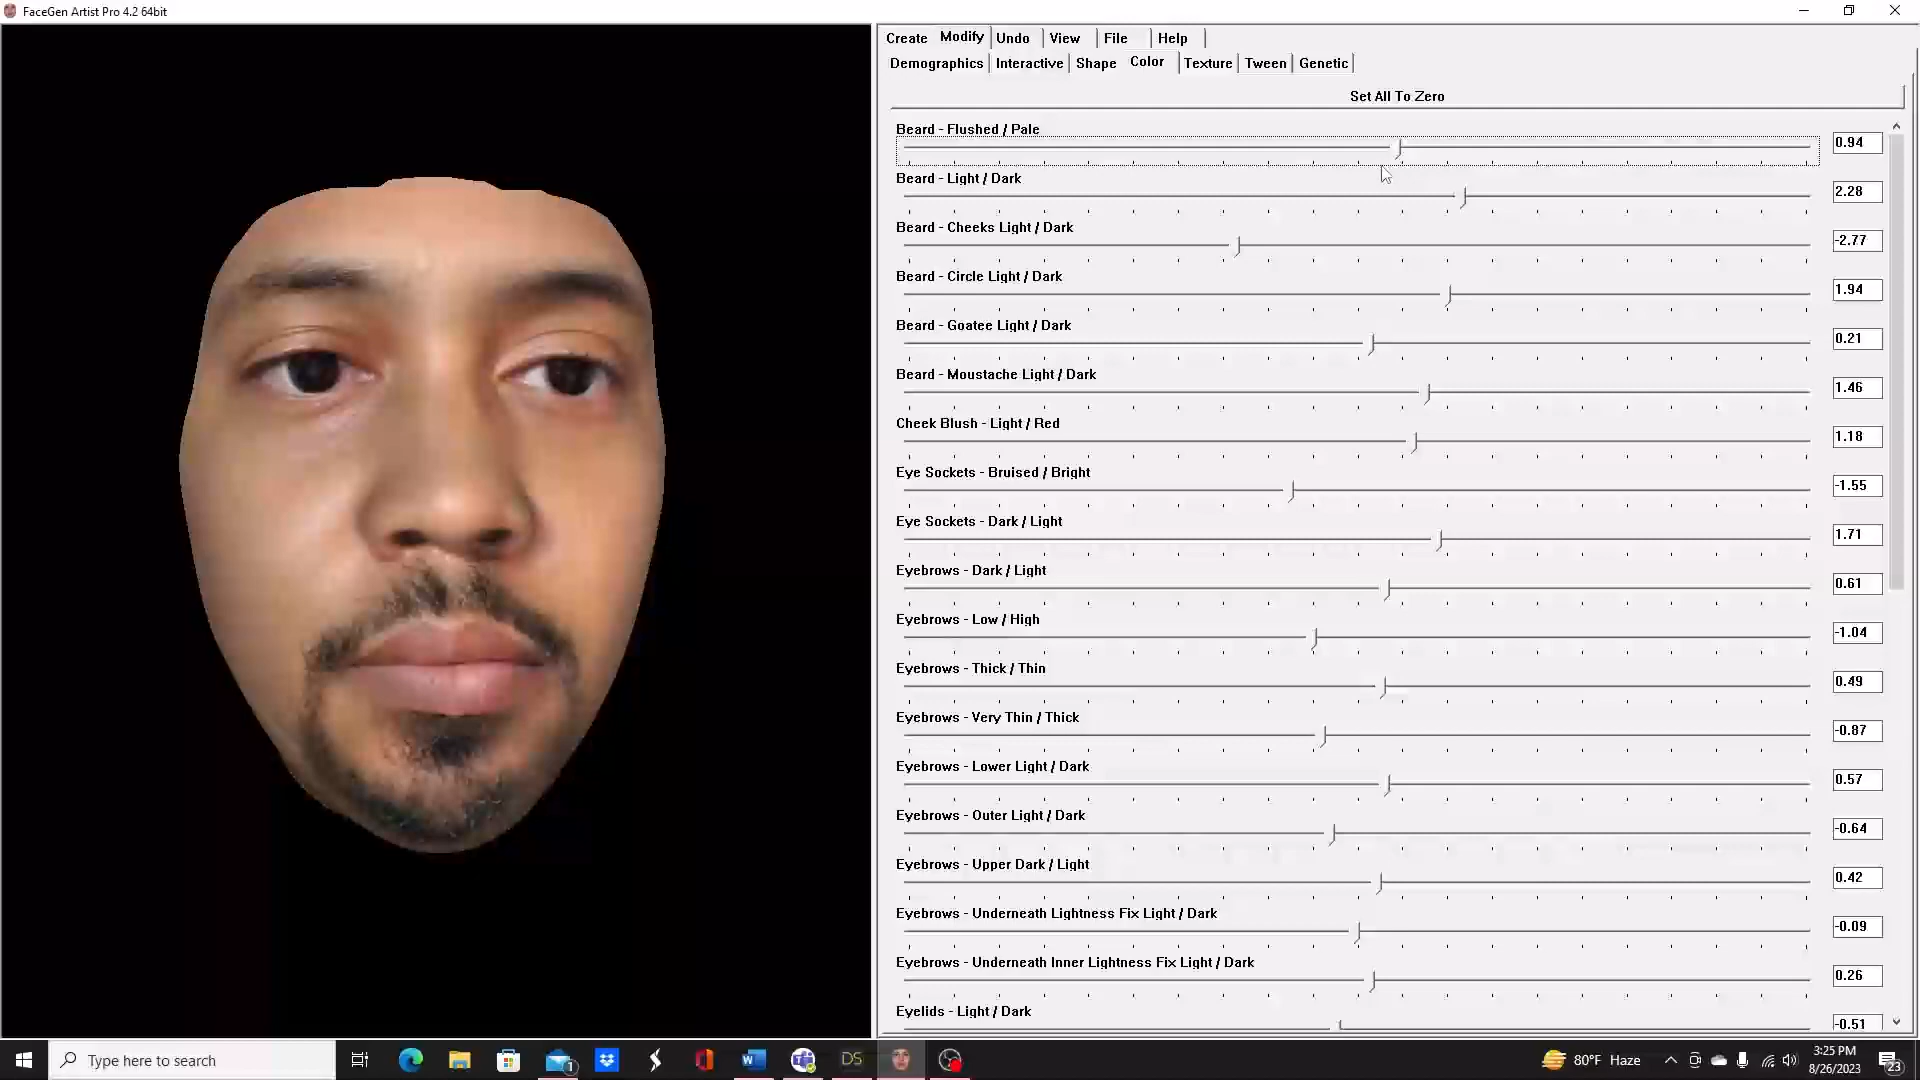 FaceGen Artist Pro 4.2 64bit
Create Modify Undo View File Help
Demographics Interactive Shape Color Texture Tween Genetic
Set All To Zero
Beard - Flushed / Pale
0.94
Beard - Light / Dark
2.28
Beard - Cheeks Light / Dark
-2.77
Beard - Circle Light / Dark
1.94
Beard - Goatee Light / Dark
0.21
Beard - Moustache Light / Dark
1.46
Cheek Blush - Light / Red
1.18
Eye Sockets - Bruised / Bright
-1.55
Eye Sockets - Dark / Light
1.71
Eyebrows - Dark / Light
0.61
Eyebrows - Low / High
-1.04
Eyebrows - Thick / Thin
0.49
Eyebrows - Very Thin / Thick
-0.87
Eyebrows - Lower Light / Dark
0.57
Eyebrows - Outer Light / Dark
-0.64
Eyebrows - Upper Dark / Light
0.42
Eyebrows - Underneath Lightness Fix Light / Dark
-0.09
Eyebrows - Underneath Inner Lightness Fix Light / Dark
0.26
Eyelids - Light / Dark
-0.51
Type here to search
1
W
DS
80°F Haze
3:25 PM
8/26/2023
23